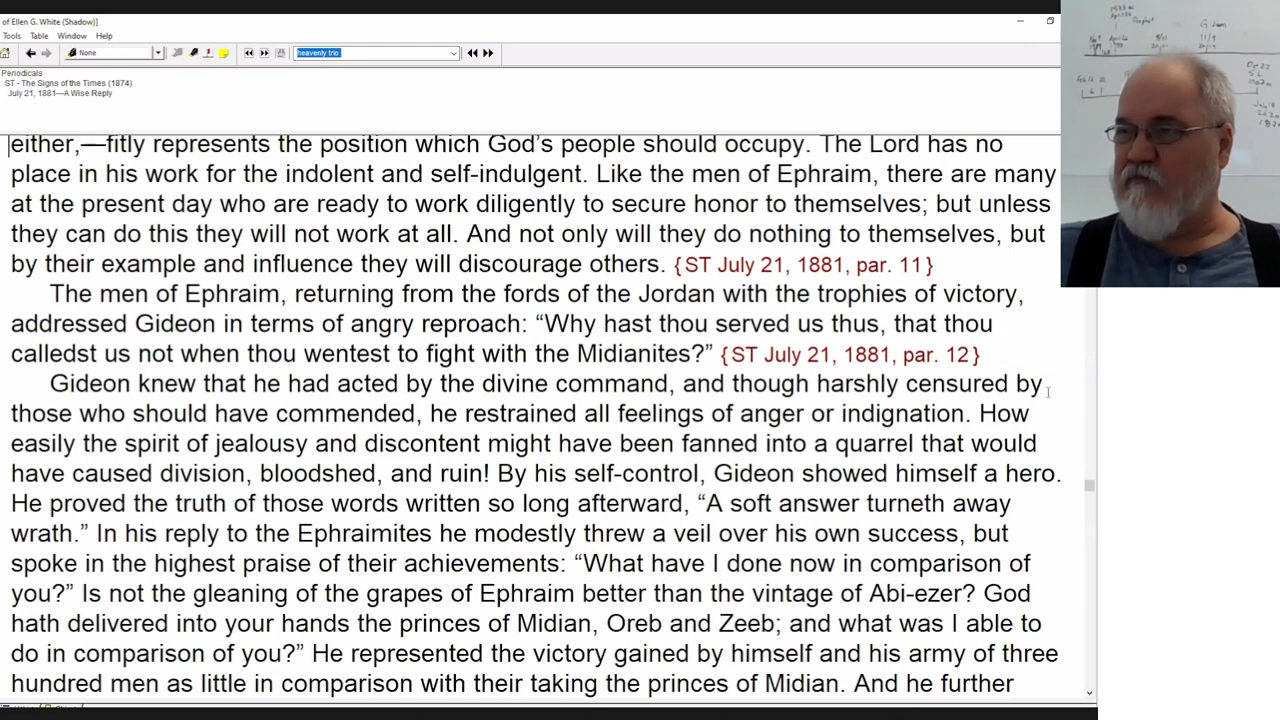 of Ellen G. White (Shadow)]
Tools Table Window Help
None
heavenly trio
Periodicals
ST - The Signs of the Times (1874)
July 21, 1881—A Wise Reply
either,—fitly represents the position which God's people should occupy. The Lord has no
place in his work for the indolent and self-indulgent. Like the men of Ephraim, there are many
at the present day who are ready to work diligently to secure honor to themselves; but unless
they can do this they will not work at all. And not only will they do nothing to themselves, but
by their example and influence they will discourage others. {ST July 21, 1881, par. 11}
The men of Ephraim, returning from the fords of the Jordan with the trophies of victory,
addressed Gideon in terms of angry reproach: “Why hast thou served us thus, that thou
calledst us not when thou wentest to fight with the Midianites?” {ST July 21, 1881, par. 12}
Gideon knew that he had acted by the divine command, and though harshly censured by
those who should have commended, he restrained all feelings of anger or indignation. How
easily the spirit of jealousy and discontent might have been fanned into a quarrel that would
have caused division, bloodshed, and ruin! By his self-control, Gideon showed himself a hero.
He proved the truth of those words written so long afterward, “A soft answer turneth away
wrath.” In his reply to the Ephraimites he modestly threw a veil over his own success, but
spoke in the highest praise of their achievements: “What have I done now in comparison of
you?” Is not the gleaning of the grapes of Ephraim better than the vintage of Abi-ezer? God
hath delivered into your hands the princes of Midian, Oreb and Zeeb; and what was I able to
do in comparison of you?” He represented the victory gained by himself and his army of three
hundred men as little in comparison with their taking the princes of Midian. And he further